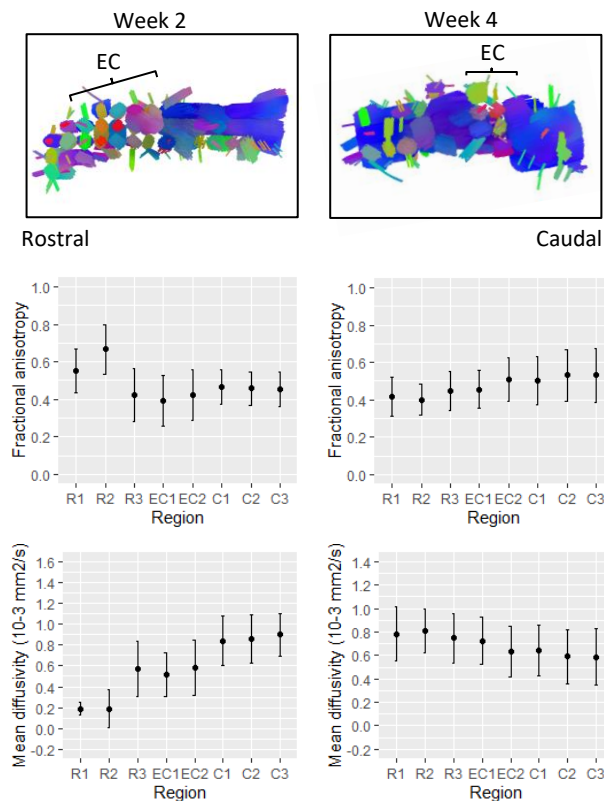 Week 2
Week 4
EC
EC
Rostral
Caudal
Fractional anisotropy
1.0
0.8
0.6
0.4
0.2
0.0
R1 R2 R3 EC1 EC2 C1 C2 C3
Region
Fractional anisotropy
1.0
0.8
0.6
0.4
0.2
0.0
R1 R2 R3 EC1 EC2 C1 C2 C3
Region
Mean diffusivity (10-3 mm2/s)
1.6
1.4
1.2
1.0
0.8
0.6
0.4
0.2
0.0
-0.2
R1 R2 R3 EC1 EC2 C1 C2 C3
Region
Mean diffusivity (10-3 mm2/s)
1.4
1.2
1.0
0.8
0.6
0.4
0.2
0.0
-0.2
R1 R2 R3 EC1 EC2 C1 C2 C3
Region